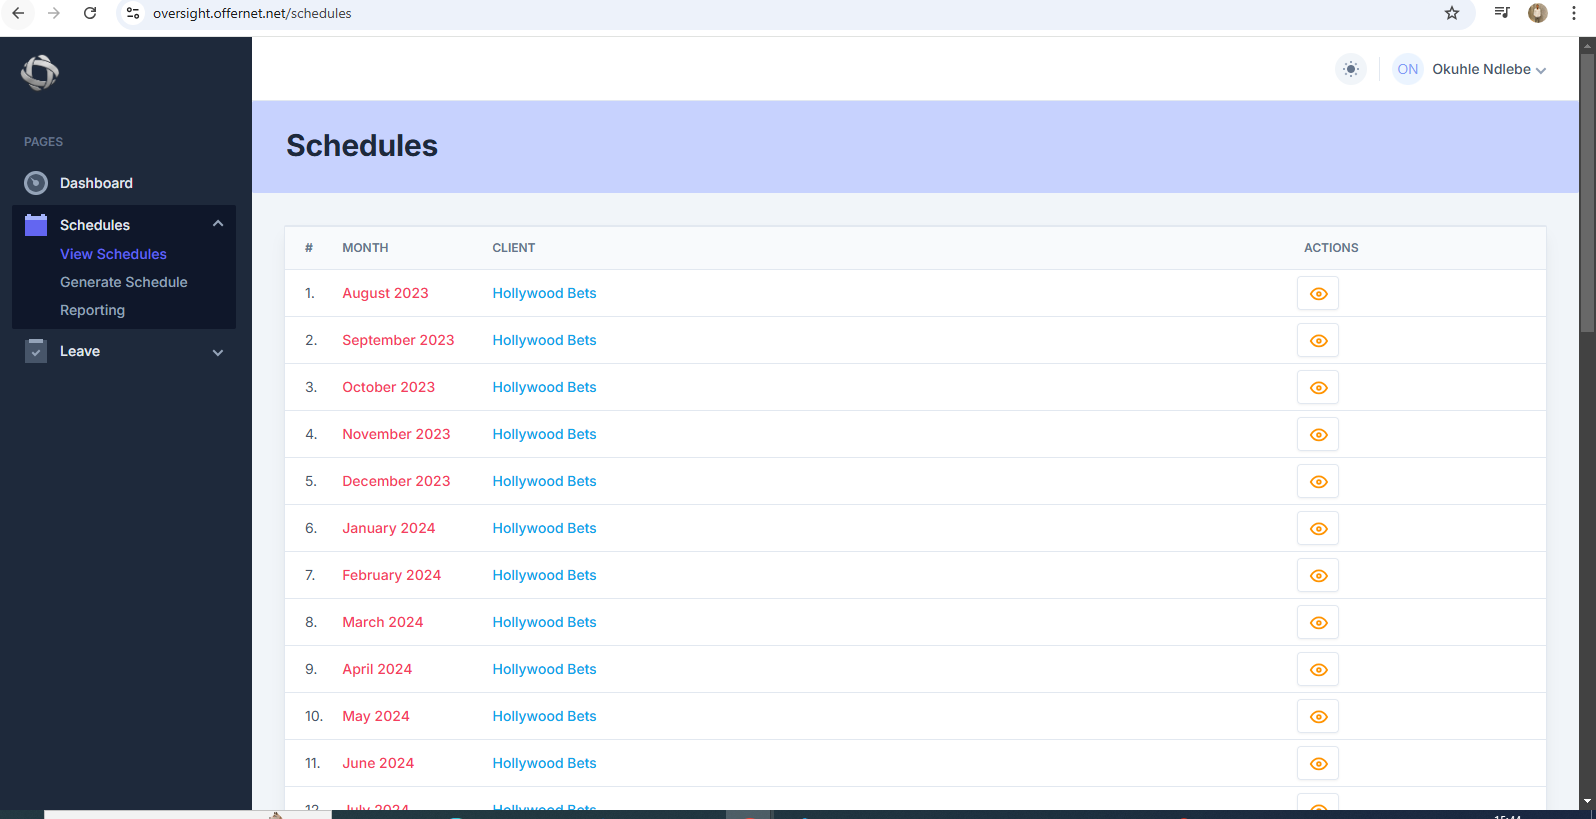 oversight.offernet.net/schedules
ON Okuhle Ndlebe
PAGES
Dashboard
Schedules
View Schedules
Generate Schedule
Reporting
Leave
Schedules
# MONTH CLIENT ACTIONS
1. August 2023 Hollywood Bets
2. September 2023 Hollywood Bets
3. October 2023 Hollywood Bets
4. November 2023 Hollywood Bets
5. December 2023 Hollywood Bets
6. January 2024 Hollywood Bets
7. February 2024 Hollywood Bets
8. March 2024 Hollywood Bets
9. April 2024 Hollywood Bets
10. May 2024 Hollywood Bets
11. June 2024 Hollywood Bets
12. July 2024 Hollywood Bets